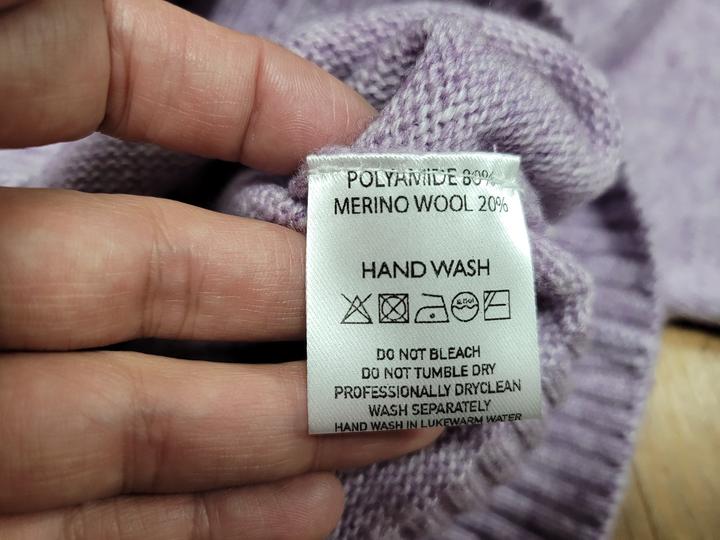 POLYAMIDE 80%
MERINO WOOL 20%
HAND WASH
DO NOT BLEACH
DO NOT TUMBLE DRY
PROFESSIONALLY DRYCLEAN
WASH SEPARATELY
HAND WASH IN LUKEWARM WATER